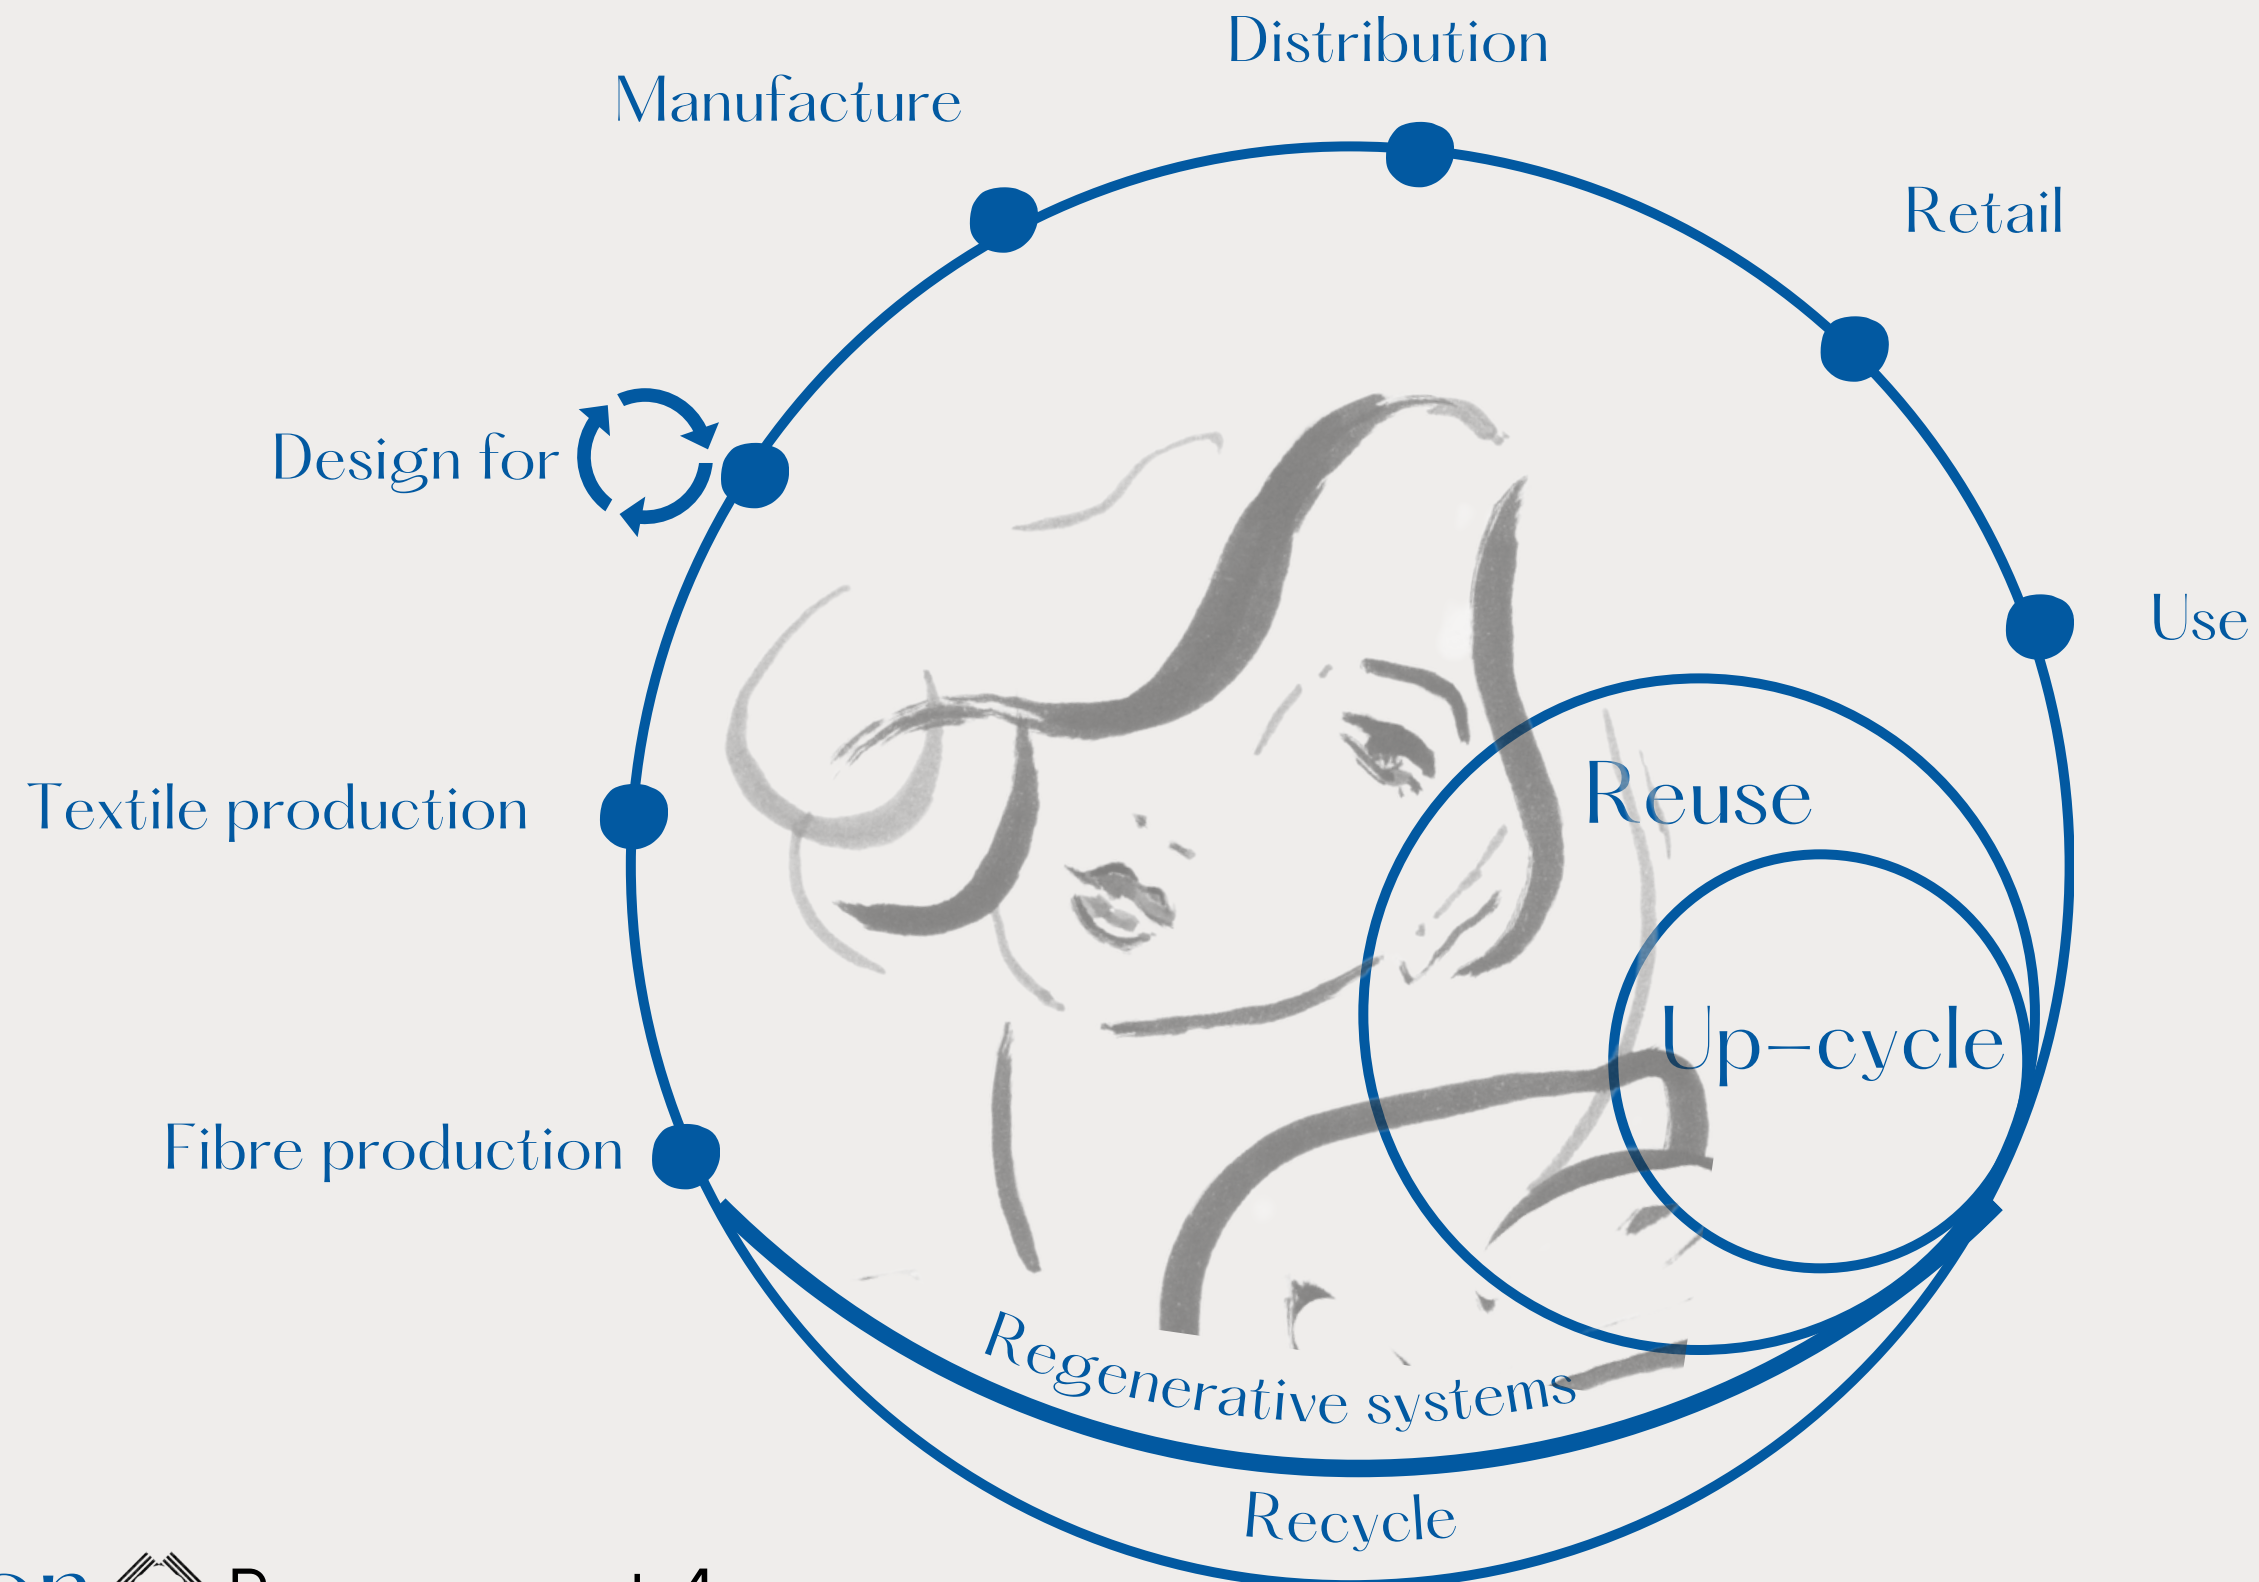 Distribution
Manufacture
Retail
Design for
Use
Reuse
Textile production
Up-cycle
Fibre production
Regenerative systems
Recycle